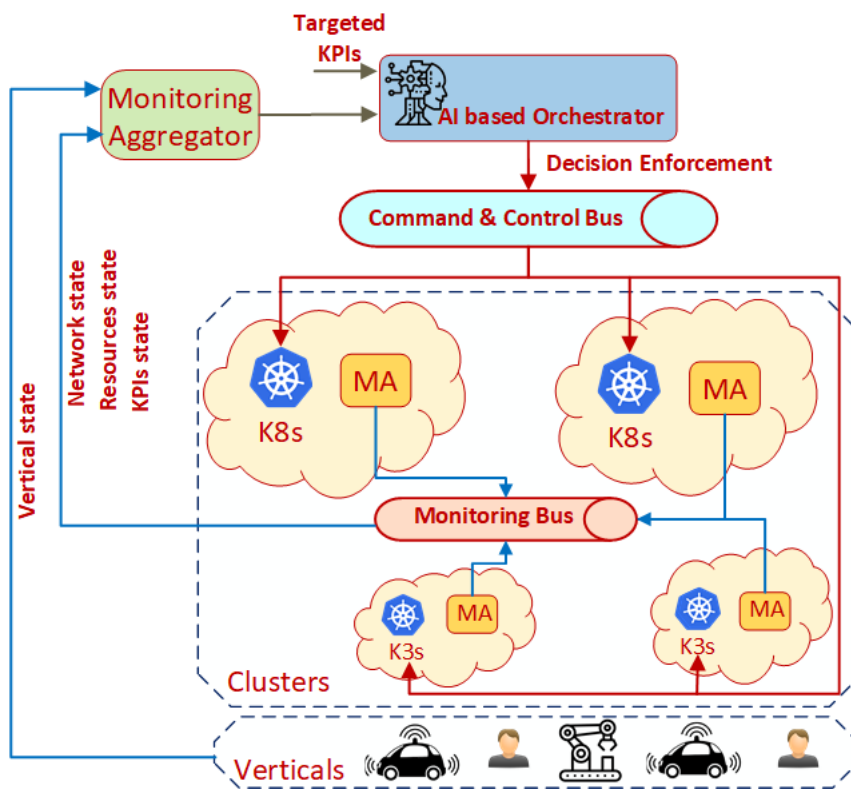 Targeted
KPIs
Monitoring
Aggregator
AI based Orchestrator
Decision Enforcement
Command & Control Bus
Vertical state
Network state
Resources state
KPIs state
K8s
MA
K8s
MA
Monitoring Bus
K3s
MA
K3s
MA
Clusters
Verticals